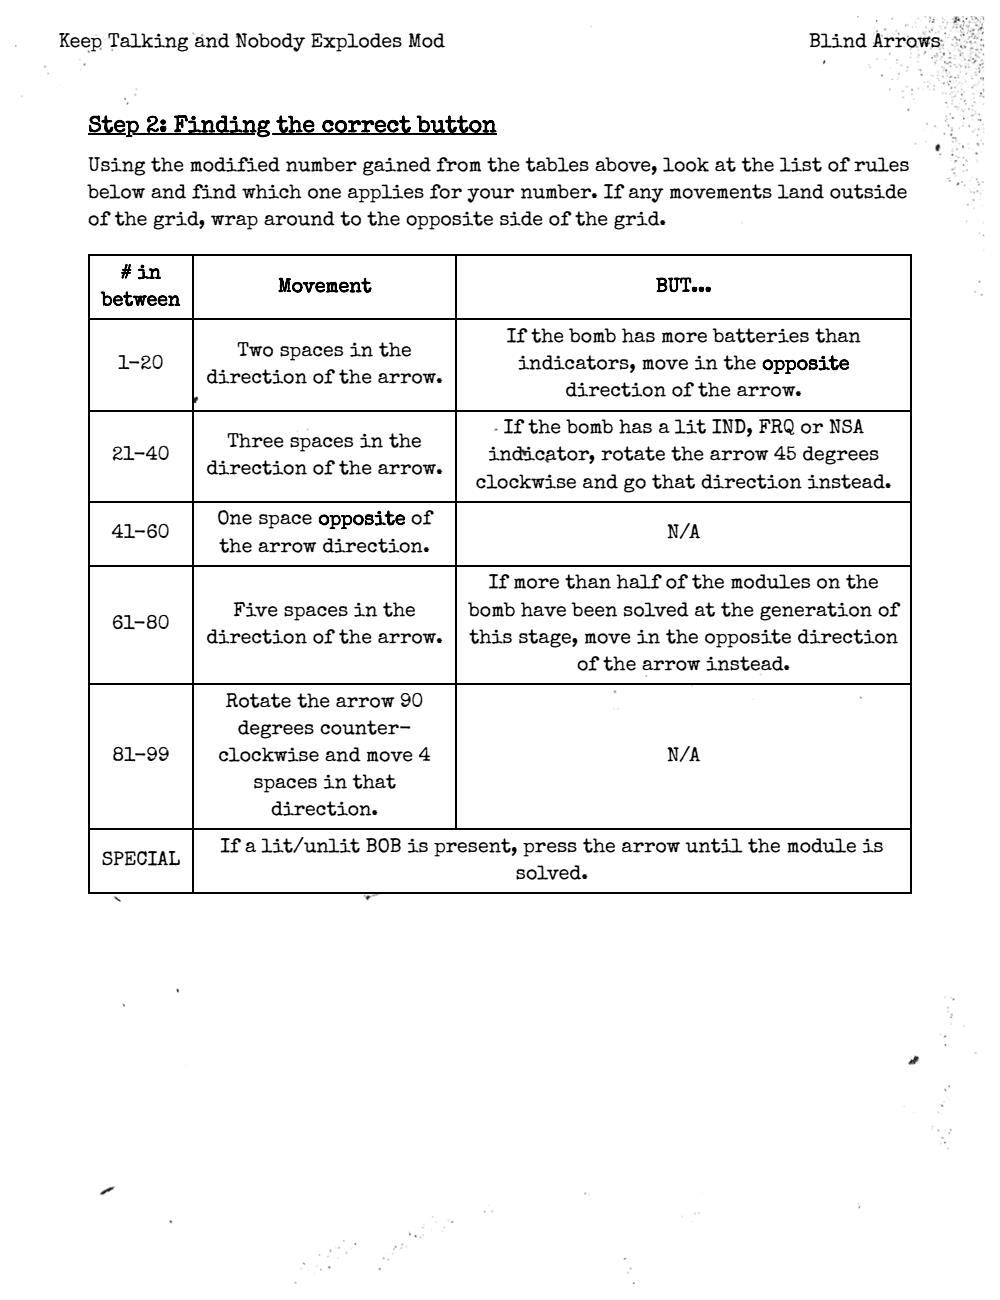 Keep Talking and Nobody Explodes Mod
Blind Arrows
Step 2: Finding the correct button
Using the modified number gained from the tables above, look at the list of rules
below and find which one applies for your number. If any movements land outside
of the grid, wrap around to the opposite side of the grid.
# in
between
Movement
BUT...
1-20
Two spaces in the
direction of the arrow.
If the bomb has more batteries than
indicators, move in the opposite
direction of the arrow.
21-40
Three spaces in the
direction of the arrow.
If the bomb has a lit IND, FRQ or NSA
indicator, rotate the arrow 45 degrees
clockwise and go that direction instead.
41-60
One space opposite of
the arrow direction.
N/A
61-80
Five spaces in the
direction of the arrow.
If more than half of the modules on the
bomb have been solved at the generation of
this stage, move in the opposite direction
of the arrow instead.
81-99
Rotate the arrow 90
degrees counter-
clockwise and move 4
spaces in that
direction.
N/A
SPECIAL
If a lit/unlit BOB is present, press the arrow until the module is
solved.